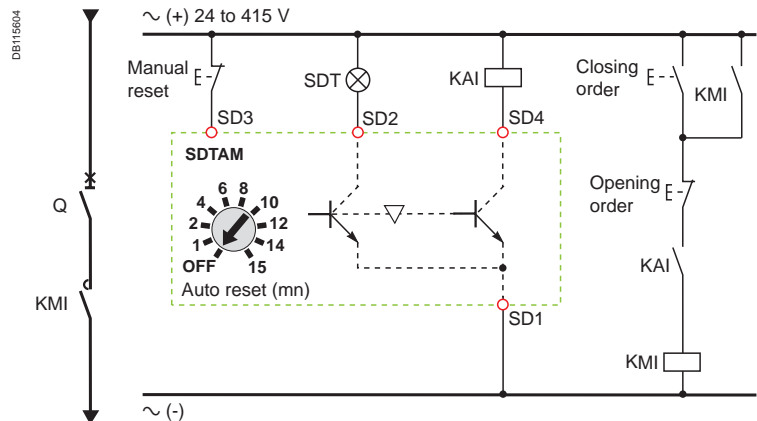 DB115604
~ (+) 24 to 415 V
Manual
reset
SDT
KAI
Closing
order
KMI
SD3
SD2
SD4
SDTAM
Q
OFF
1
2
4
6
8
10
12
14
15
Auto reset (mn)
Opening
order
KAI
KMI
SD1
KMI
~ (-)